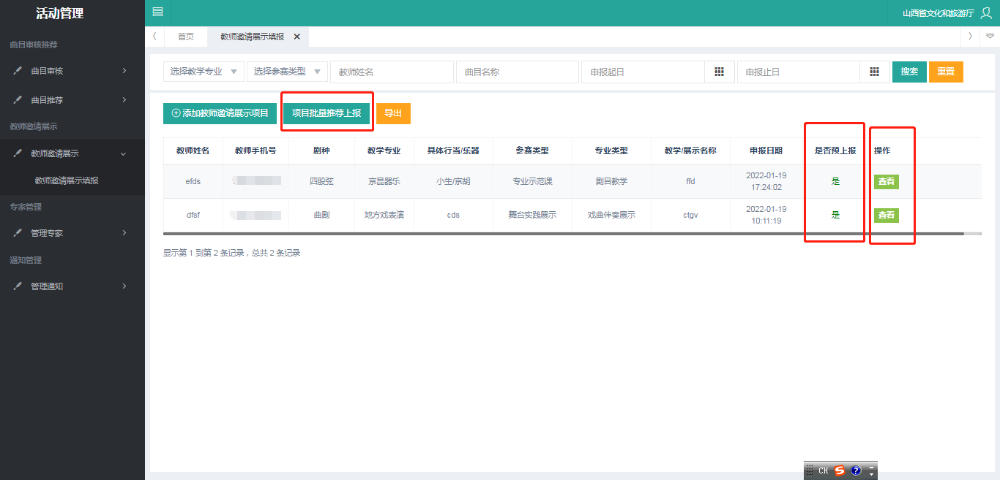 活动管理
山西省文化和旅游厅
首页 教师邀请展示填报 ✕
曲目审核推荐
曲目审核
曲目推荐
教师邀请展示
教师邀请展示
教师邀请展示填报
专家管理
管理专家
通知管理
管理通知
选择教学专业 选择参赛类型 教师姓名 曲目名称 申报起日 申报止日 搜索 重置
添加教师邀请展示项目 项目批量推荐上报 导出
教师姓名 教师手机号 剧种 教学专业 具体行当/乐器 参赛类型 专业类型 教学/展示名称 申报日期 是否预上报 操作
efds 四股弦 京昆器乐 小生/京胡 专业示范课 剧目教学 ffd 2022-01-19 17:24:02 是 查看
dfsf 曲剧 地方戏表演 cds 舞台实践展示 戏曲伴奏展示 ctgv 2022-01-19 10:11:19 是 查看
显示第 1 到第 2 条记录，总共 2 条记录
CH